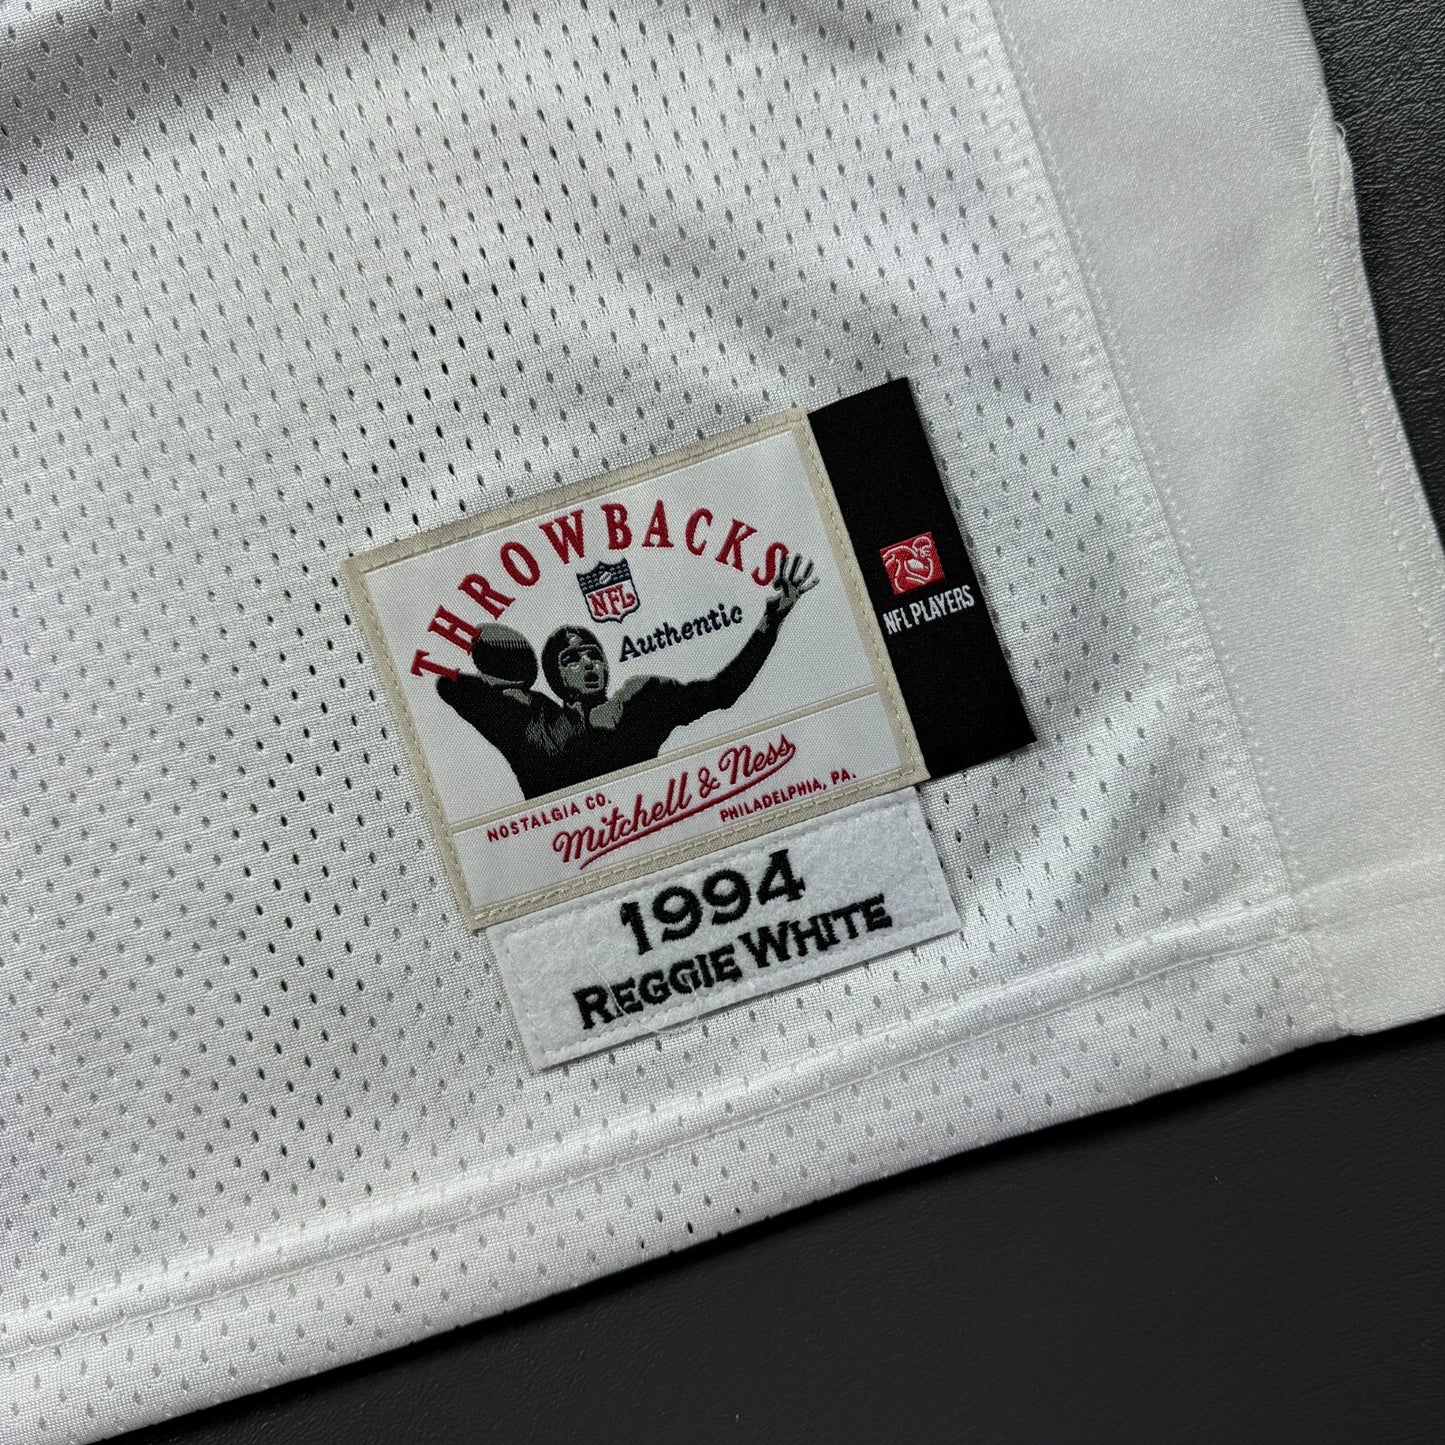 THROWBACKS
NFL
Authentic
NFL PLAYERS
NOSTALGIA CO.
Mitchell & Ness
PHILADELPHIA, PA.
1994
REGGIE WHITE